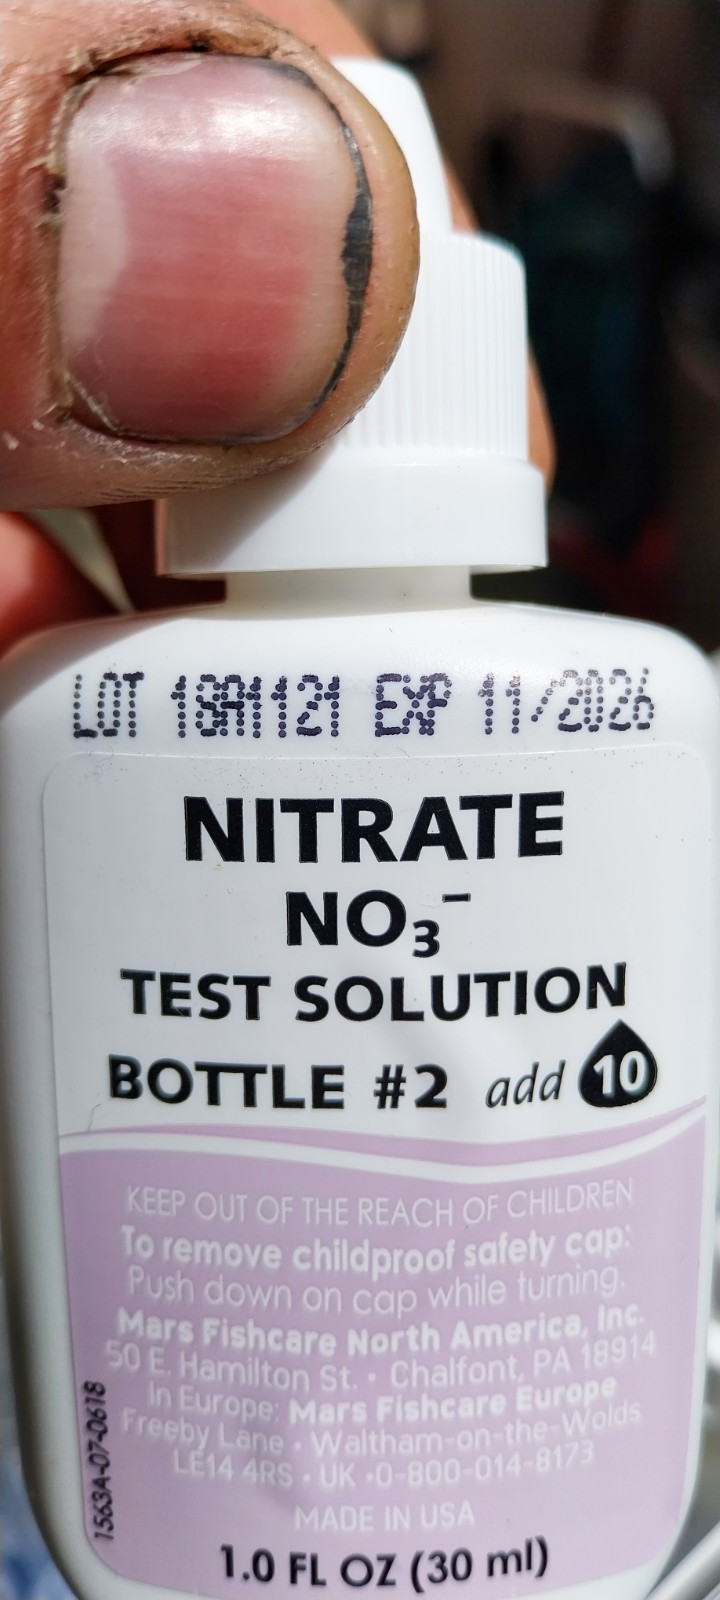 LOT 18A1121 EXP 11/2026
NITRATE
NO₃⁻
TEST SOLUTION
BOTTLE #2 add 10
KEEP OUT OF THE REACH OF CHILDREN
To remove childproof safety cap:
Push down on cap while turning.
Mars Fishcare North America, Inc.
50 E. Hamilton St. • Chalfont, PA 18914
In Europe: Mars Fishcare Europe
Freeby Lane • Waltham-on-the-Wolds
LE14 4RS • UK •0-800-014-8173
MADE IN USA
1.0 FL OZ (30 ml)
1563A-07-0618